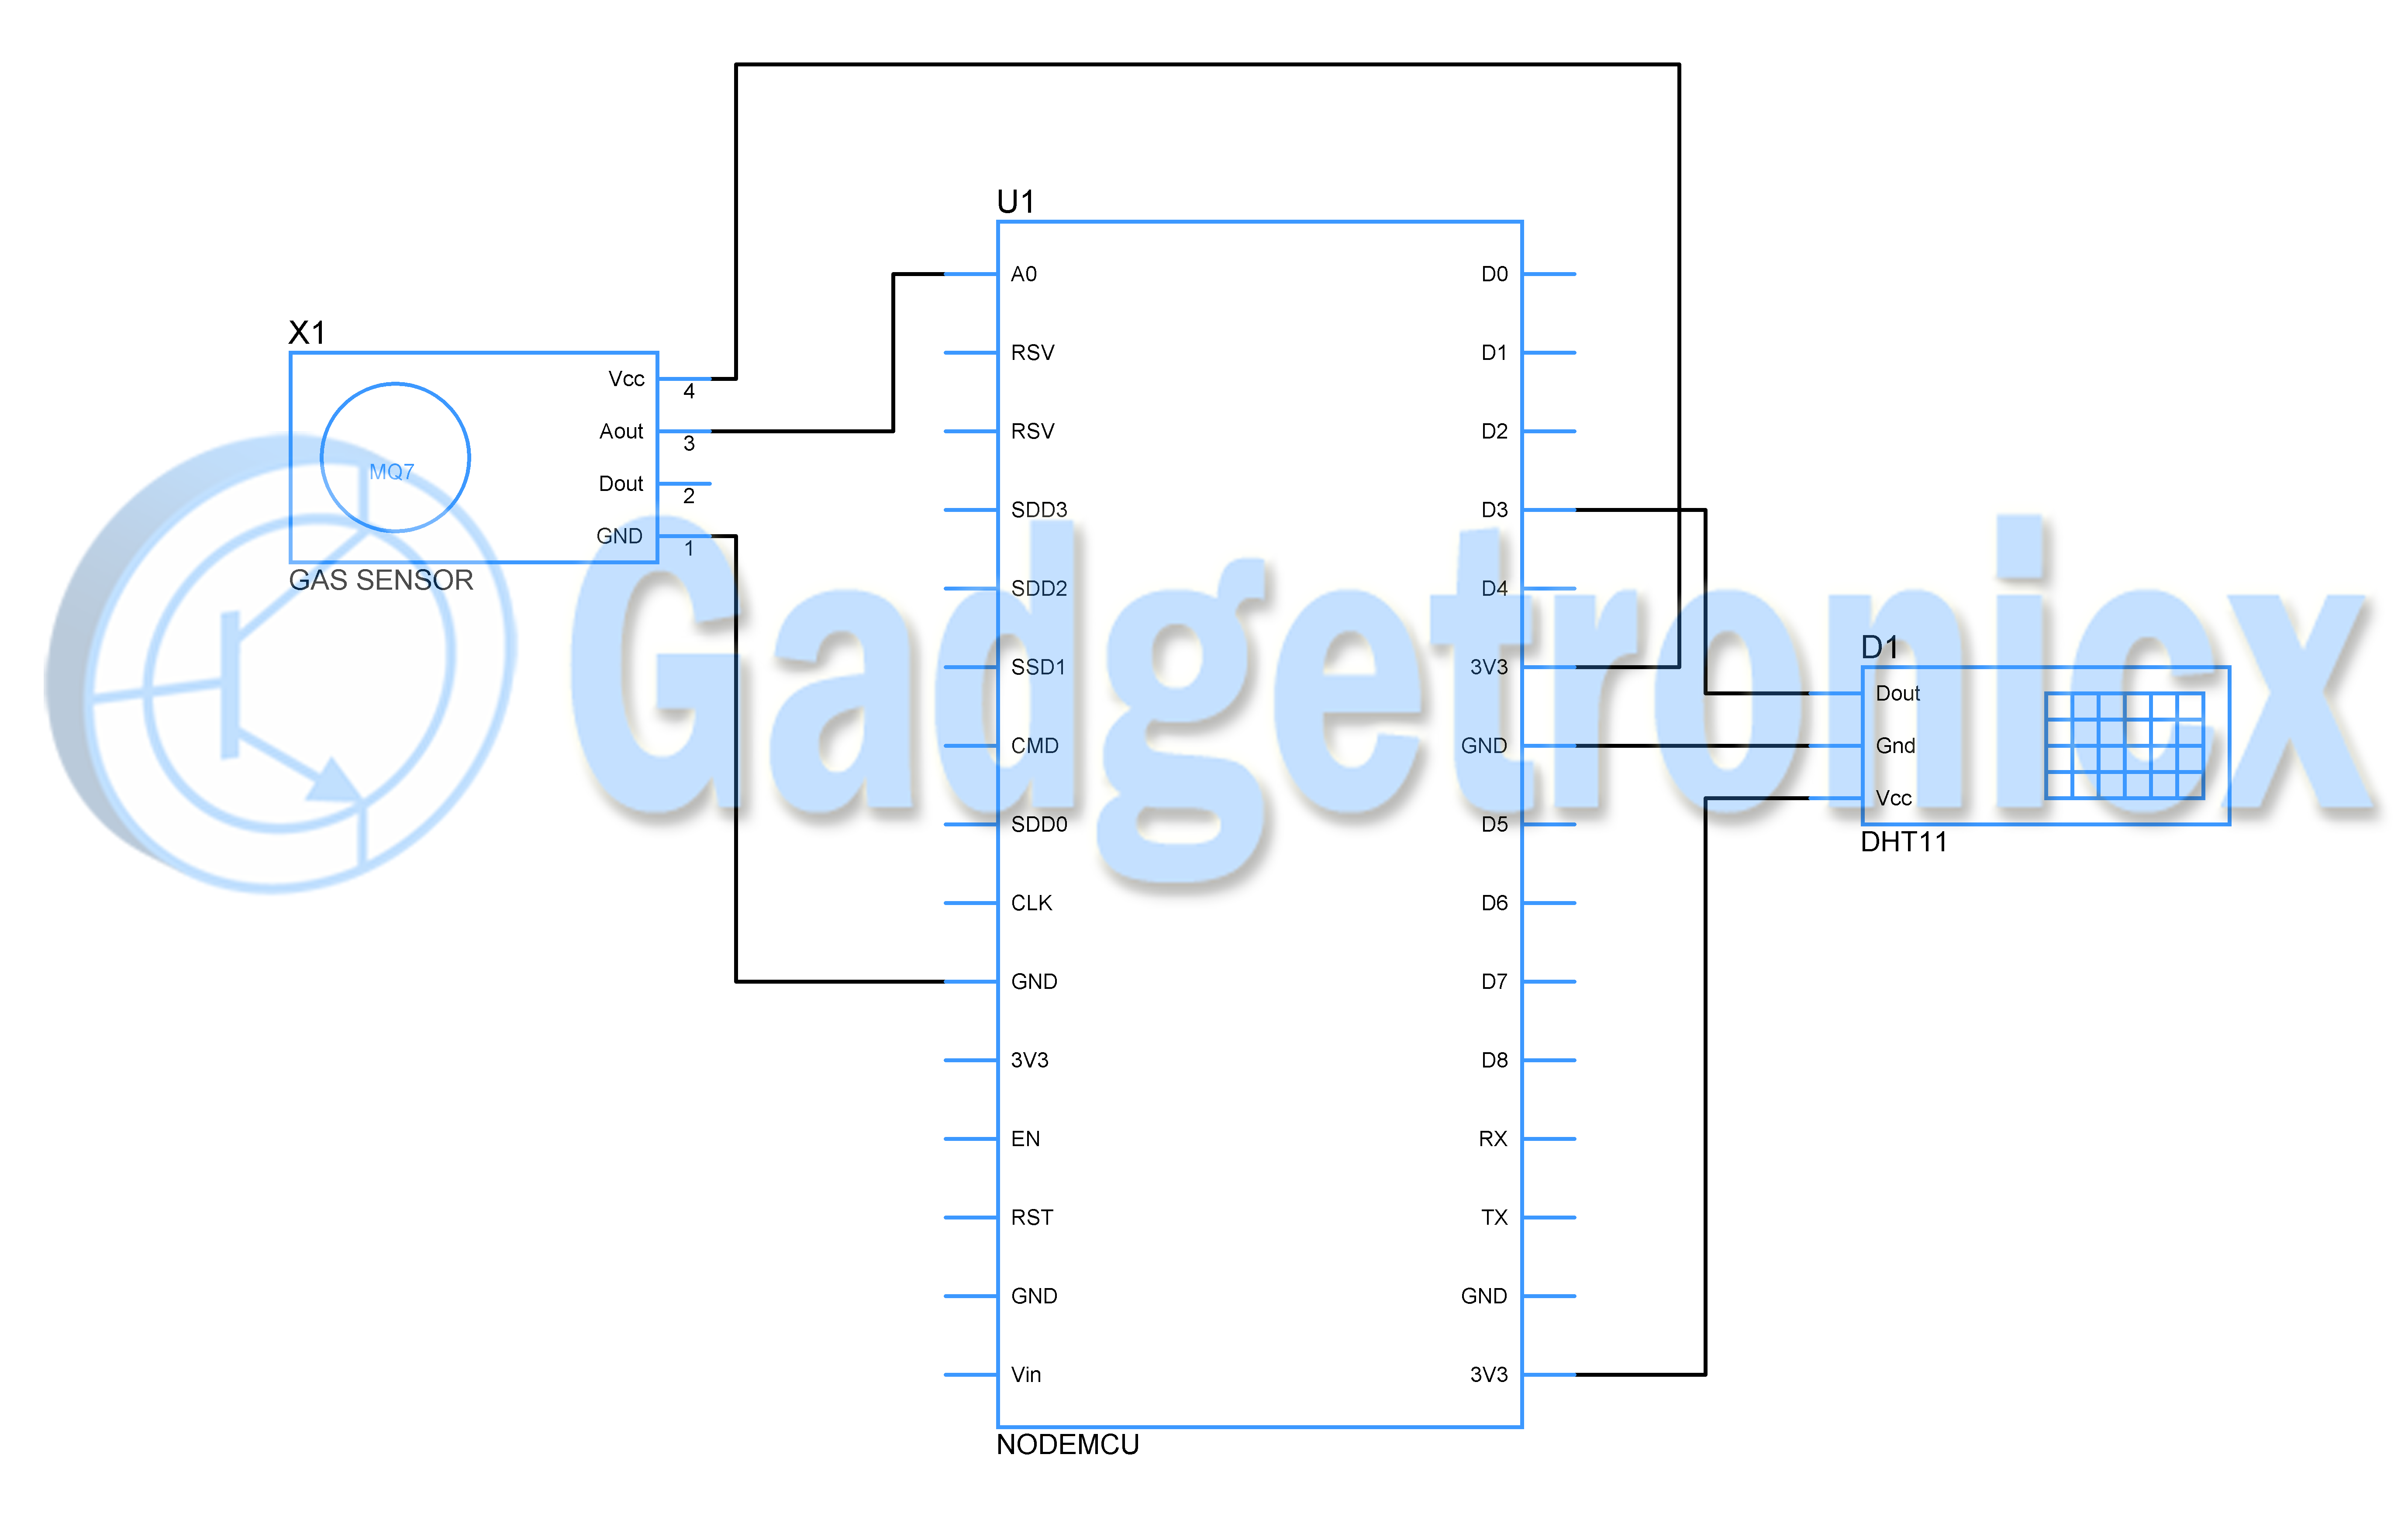 U1
A0
RSV
RSV
SDD3
SDD2
SSD1
CMD
SDD0
CLK
GND
3V3
EN
RST
GND
Vin
D0
D1
D2
D3
D4
3V3
GND
D5
D6
D7
D8
RX
TX
GND
3V3
NODEMCU
X1
MQ7
Vcc 4
Aout 3
Dout 2
GND 1
GAS SENSOR
D1
Dout
Gnd
Vcc
DHT11
Gadgetronicx